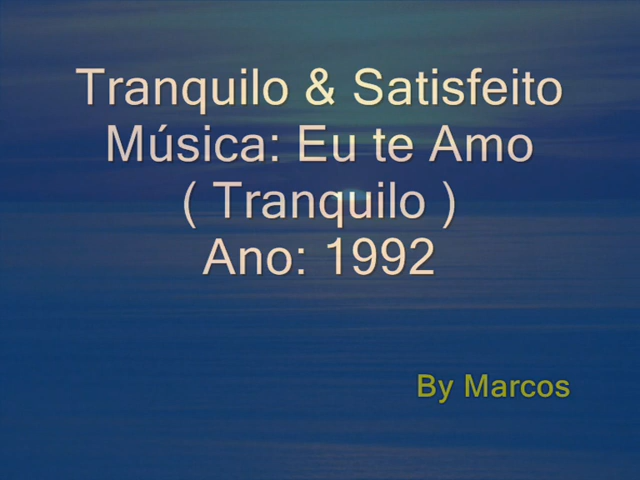 Tranquilo & Satisfeito
Música: Eu te Amo
( Tranquilo )
Ano: 1992
By Marcos